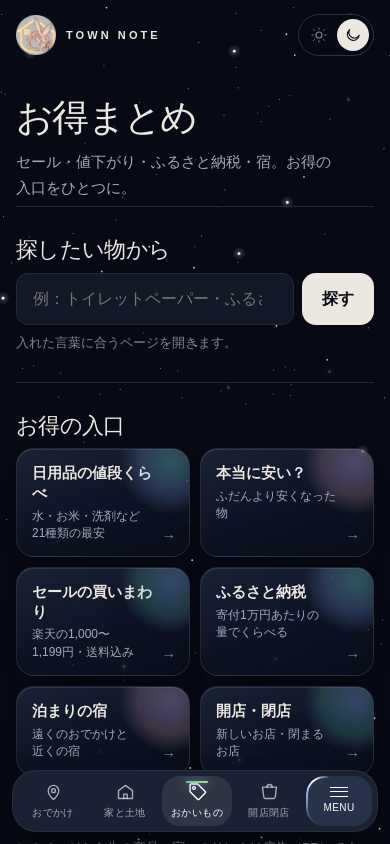 TOWN NOTE
お得まとめ
セール・値下がり・ふるさと納税・宿。お得の
入口をひとつに。
探したい物から
例：トイレットペーパー・ふるさ
探す
入れた言葉に合うページを開きます。
お得の入口
日用品の値段くら
べ
水・お米・洗剤など
21種類の最安
→
本当に安い？
ふだんより安くなった
物
→
セールの買いまわ
り
楽天の1,000〜
1,199円・送料込み
→
ふるさと納税
寄付1万円あたりの
量でくらべる
→
泊まりの宿
遠くのおでかけと
近くの宿
→
開店・閉店
新しいお店・閉まる
お店
→
おでかけ
家と土地
おかいもの
開店閉店
MENU